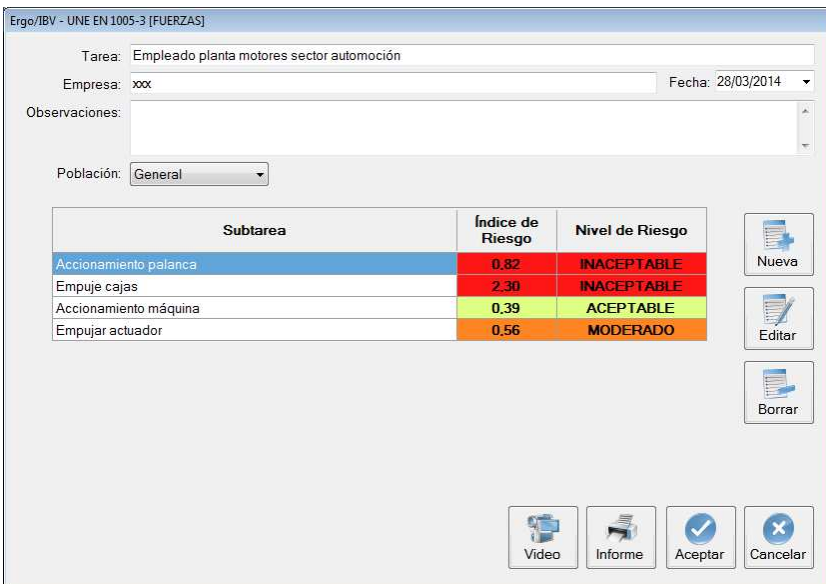 Ergo/IBV - UNE EN 1005-3 [FUERZAS]
Tarea: Empleado planta motores sector automoción
Empresa: xxx Fecha: 28/03/2014
Observaciones:
Población: General
Subtarea Índice de Riesgo Nivel de Riesgo
Accionamiento palanca 0,82 INACEPTABLE
Empuje cajas 2,30 INACEPTABLE
Accionamiento máquina 0,39 ACEPTABLE
Empujar actuador 0,56 MODERADO
Nueva
Editar
Borrar
Video Informe Aceptar Cancelar